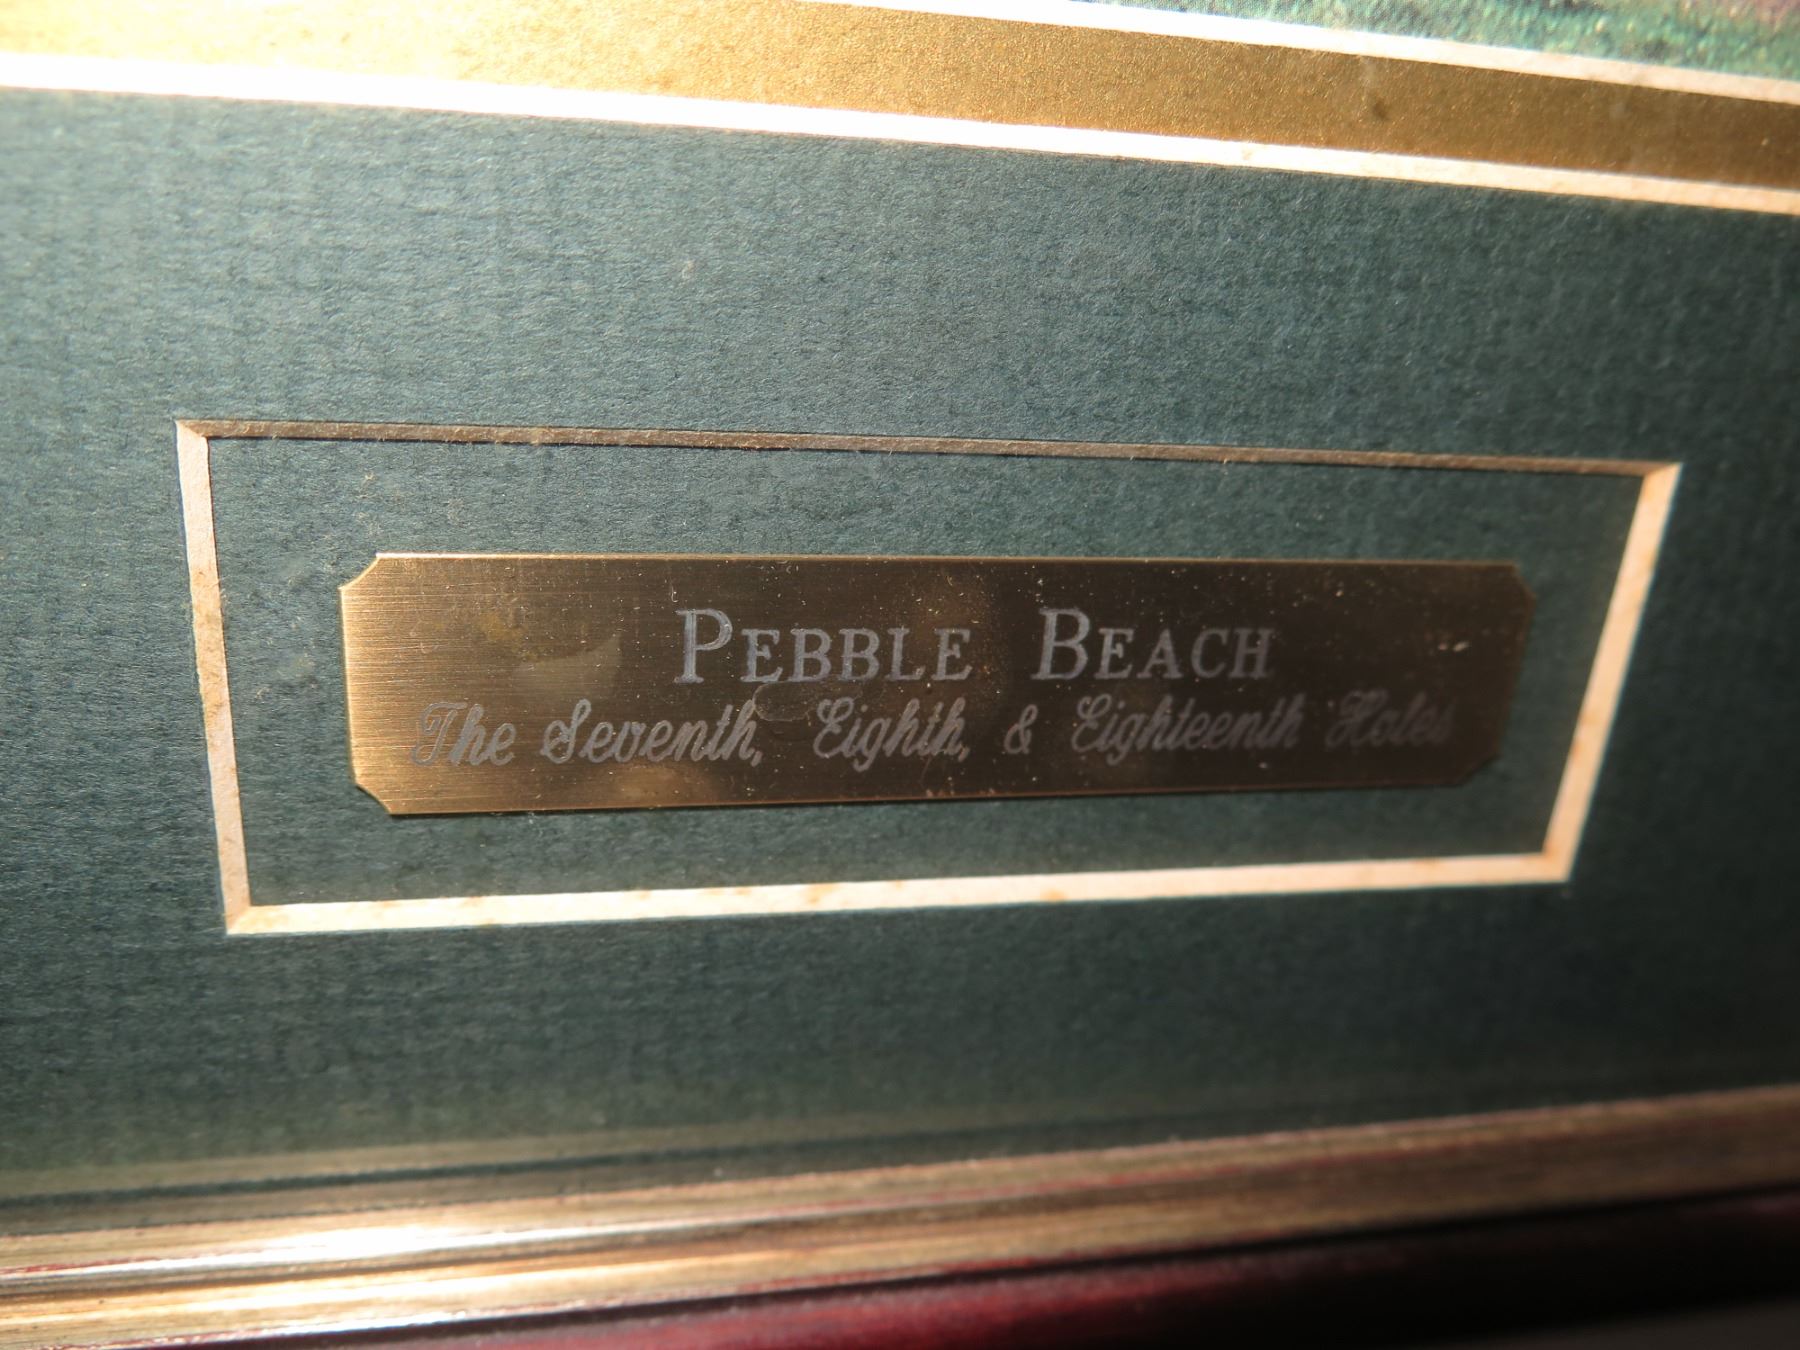 PEBBLE BEACH
The Seventh, Eighth, & Eighteenth Holes